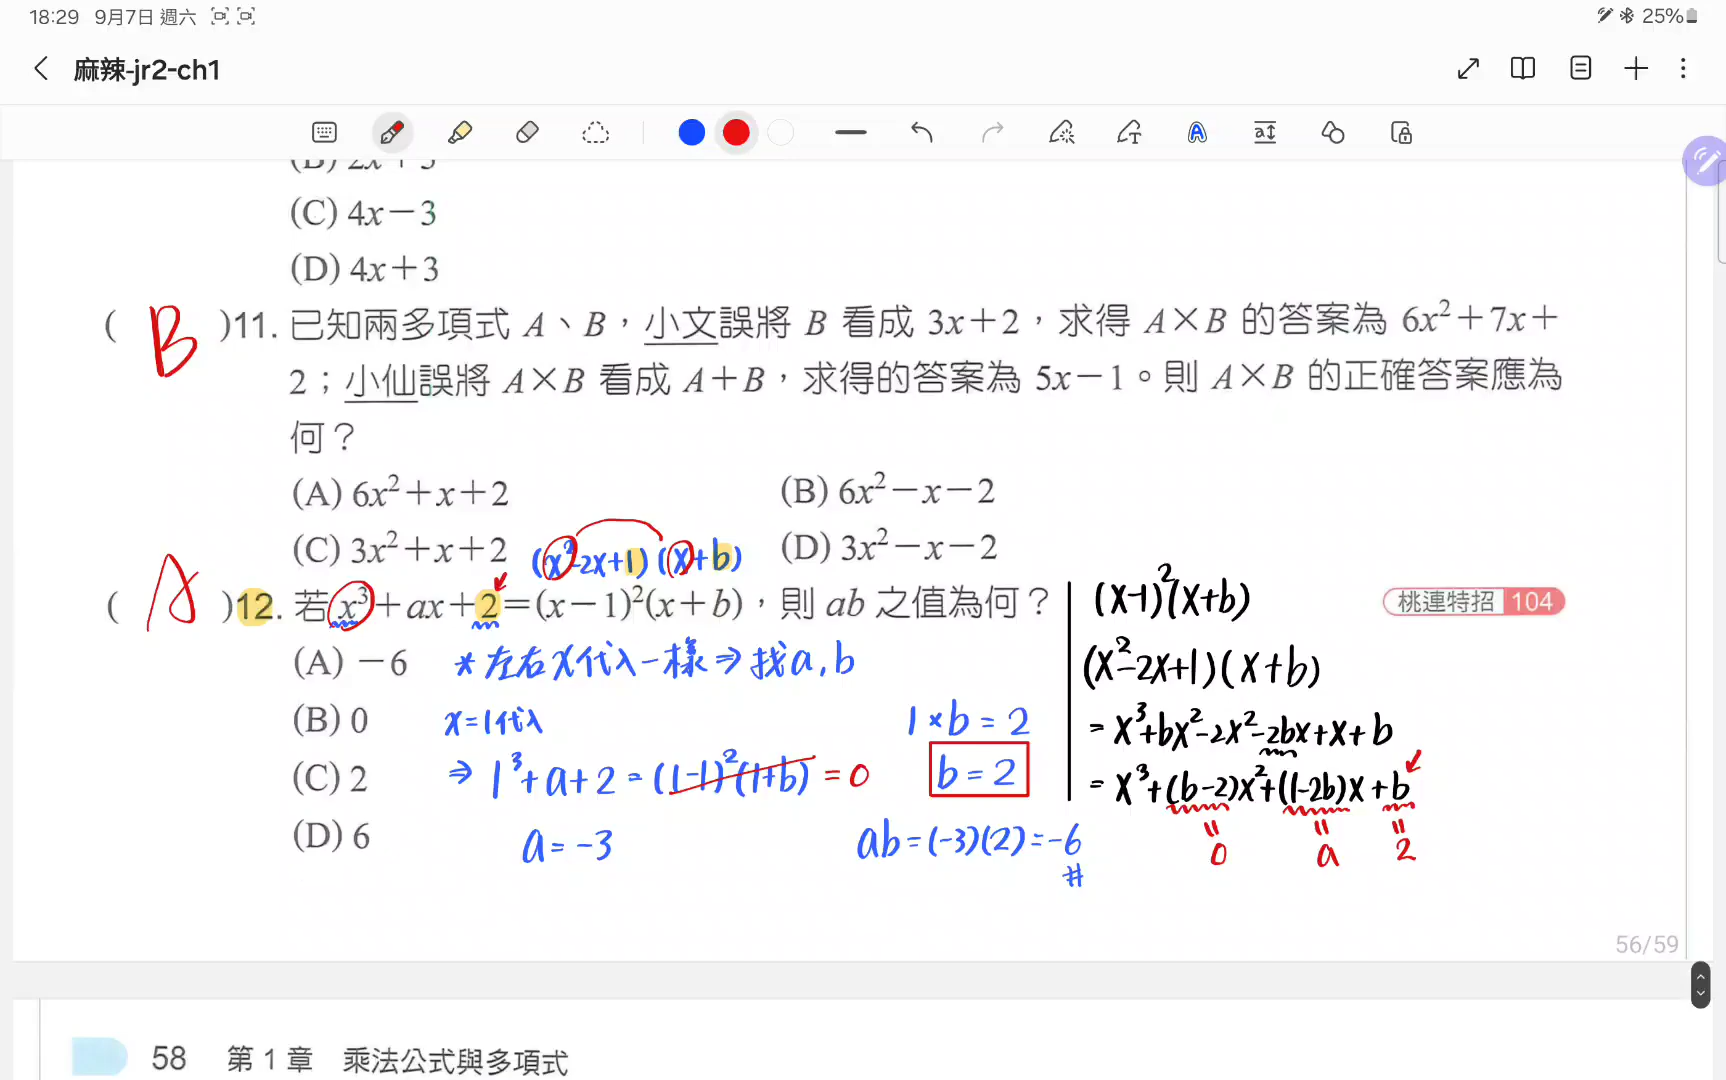 18:29 9月7日 週六 25%
麻辣-jr2-ch1
(B) 2x+3
(C) 4x－3
(D) 4x＋3
( B )11. 已知兩多項式 A、B，小文誤將 B 看成 3x＋2，求得 A×B 的答案為 6x²＋7x＋
2；小仙誤將 A×B 看成 A＋B，求得的答案為 5x－1。則 A×B 的正確答案應為
何？
(A) 6x²＋x＋2 (B) 6x²－x－2
(C) 3x²＋x＋2 (D) 3x²－x－2
(x²-2x+1)(x+b)
( A )12. 若 x³＋ax＋2＝(x－1)²(x＋b)，則 ab 之值為何？ 桃連特招 104
(A) －6
(B) 0
(C) 2
(D) 6
*左右x代入一樣⇒找a,b
x=1代入
⇒ 1³+a+2=(1-1)²(1+b) = 0
a=-3
1×b=2
b=2
ab=(-3)(2)=-6
#
(x-1)²(x+b)
(x²-2x+1)(x+b)
=x³+bx²-2x²-2bx+x+b
=x³+(b-2)x²+(1-2b)x+b
" " "
0 a 2
56/59
58 第 1 章 乘法公式與多項式